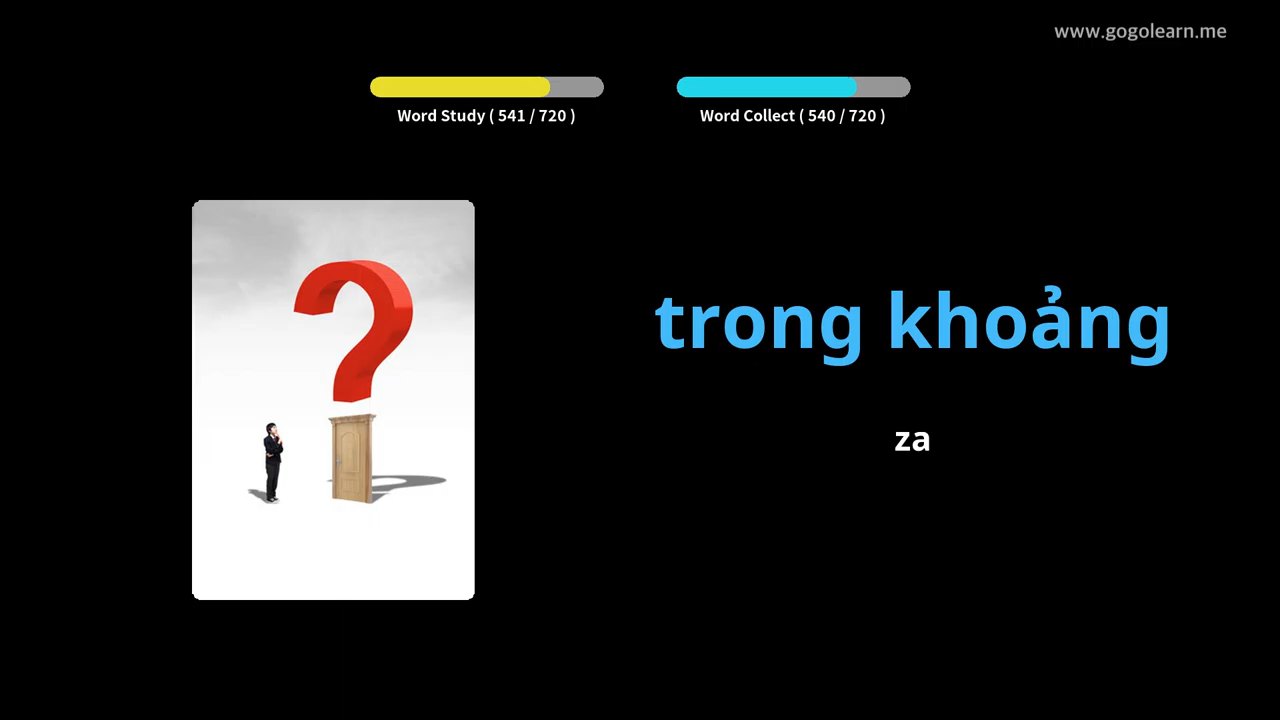 www.gogolearn.me
Word Study ( 541 / 720 )
Word Collect ( 540 / 720 )
trong khoảng
za